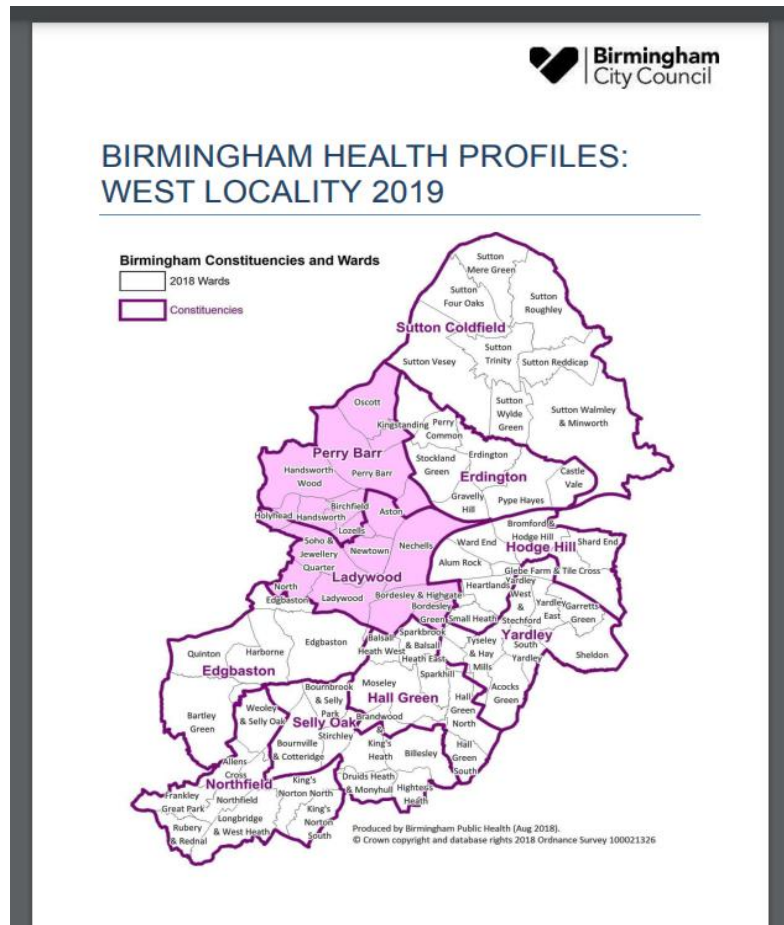 Birmingham
City Council
BIRMINGHAM HEALTH PROFILES:
WEST LOCALITY 2019
Birmingham Constituencies and Wards
2018 Wards
Constituencies
Sutton
Mere Green
Sutton
Four Oaks
Sutton
Roughley
Sutton Coldfield
Sutton
Trinity
Sutton Vesey
Sutton Reddicap
Sutton
Wylde
Green
Sutton Walmley
& Minworth
Oscott
Kingstanding
Perry
Common
Perry Barr
Stockland
Green
Erdington
Erdington
Castle
Vale
Handsworth
Wood
Perry Barr
Gravelly
Hill
Pype Hayes
Birchfield
Aston
Holyhead
Handsworth
Lozells
Bromford &
Hodge Hill
Hodge Hill
Shard End
Ward End
Soho &
Jewellery
Quarter
Newtown
Nechells
Alum Rock
Glebe Farm & Tile Cross
Ladywood
Heartlands
Yardley
West
&
Stechford
North
Edgbaston
Ladywood
Bordesley & Highgate
Bordesley
Green
Small Heath
Yardley
East
Garretts
Green
Yardley
Edgbaston
Balsall
Heath West
Sparkbrook
& Balsall
Heath East
Tyseley
& Hay
Mills
South
Yardley
Sheldon
Quinton
Harborne
Edgbaston
Sparkhill
Moseley
Hall Green
Acocks
Green
Bournbrook
& Selly
Park
Weoley
& Selly Oak
Selly Oak
Brandwood
&
King's
Heath
Hall
Green
North
Bartley
Green
Stirchley
Bournville
& Cotteridge
Billesley
Hall
Green
South
Allens
Cross
Northfield
King's
Norton North
Druids Heath
& Monyhull
Highter's
Heath
Frankley
Great Park
Northfield
Longbridge
& West Heath
King's
Norton
South
Rubery
& Rednal
Produced by Birmingham Public Health (Aug 2018).
© Crown copyright and database rights 2018 Ordnance Survey 100021326